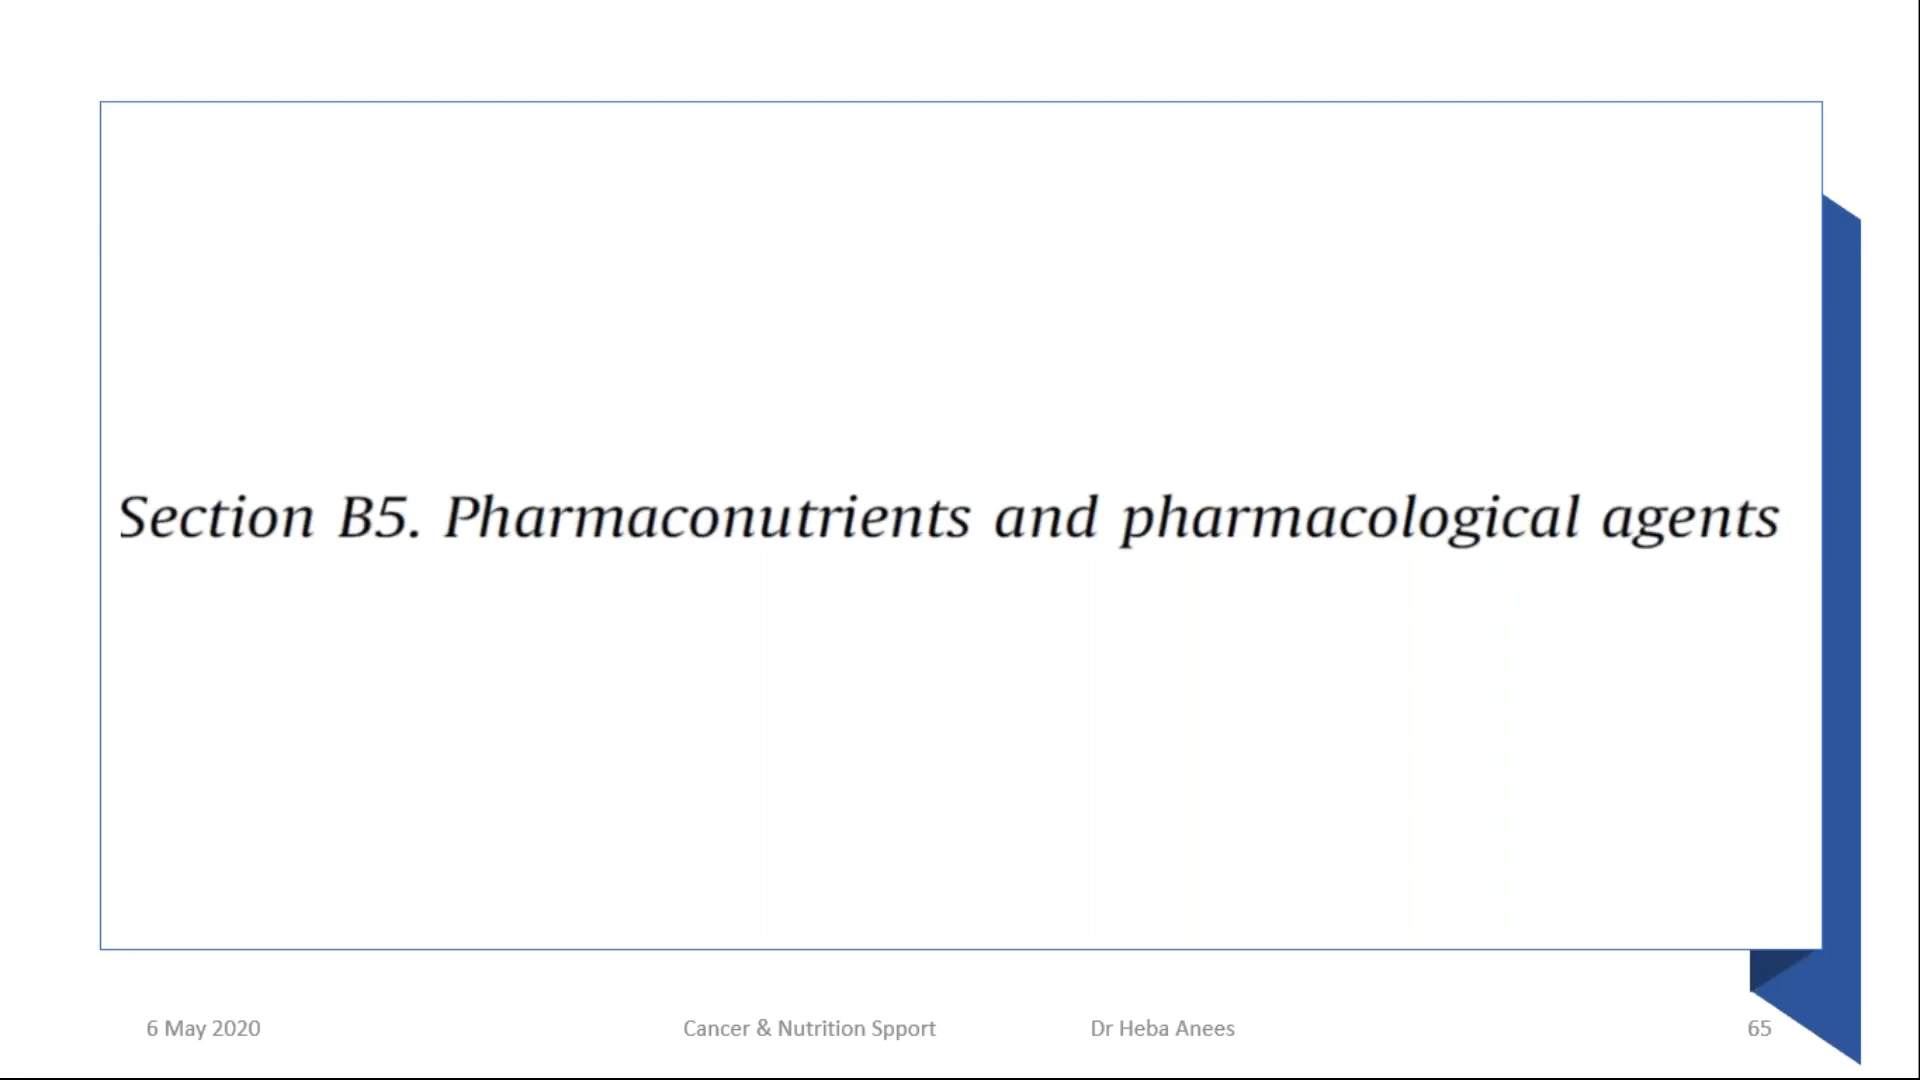 Section B5. Pharmaconutrients and pharmacological agents
6 May 2020 Cancer & Nutrition Spport Dr Heba Anees 65